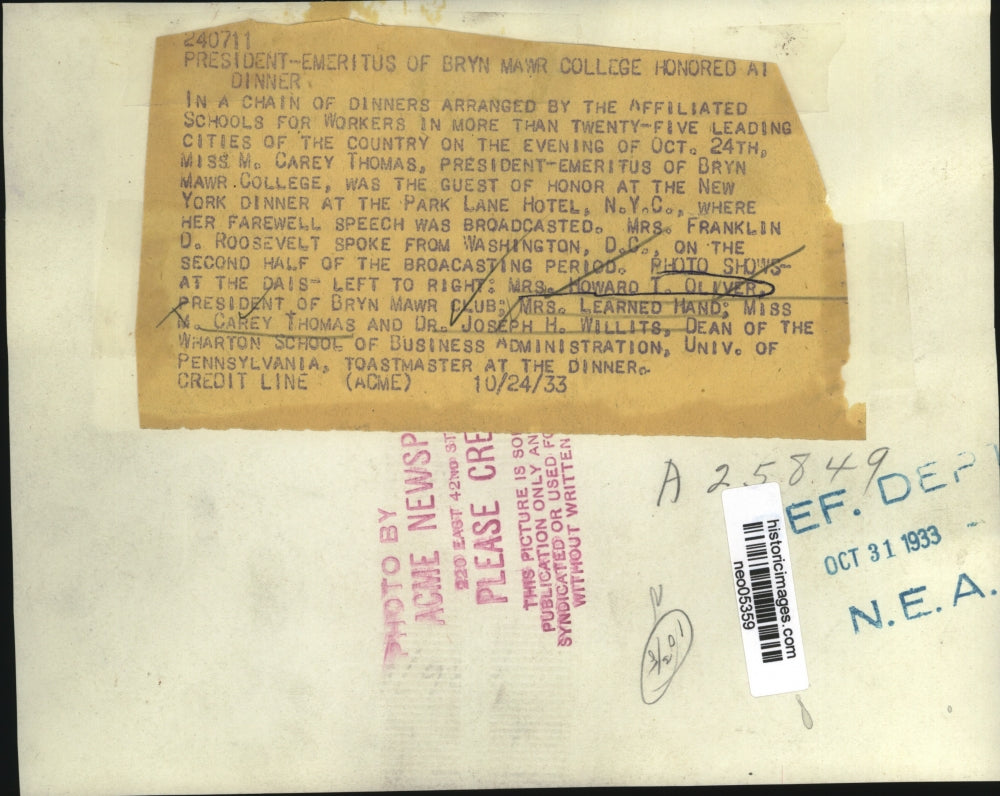 240711
PRESIDENT-EMERITUS OF BRYN MAWR COLLEGE HONORED AT
DINNER
IN A CHAIN OF DINNERS ARRANGED BY THE AFFILIATED
SCHOOLS FOR WORKERS IN MORE THAN TWENTY-FIVE LEADING
CITIES OF THE COUNTRY ON THE EVENING OF OCT. 24TH,
MISS M. CAREY THOMAS, PRESIDENT-EMERITUS OF BRYN
MAWR COLLEGE, WAS THE GUEST OF HONOR AT THE NEW
YORK DINNER AT THE PARK LANE HOTEL, N.Y.C., WHERE
HER FAREWELL SPEECH WAS BROADCASTED. MRS. FRANKLIN
D. ROOSEVELT SPOKE FROM WASHINGTON, D.C., ON THE
SECOND HALF OF THE BROACASTING PERIOD. PHOTO SHOWS-
AT THE DAIS- LEFT TO RIGHT: MRS. HOWARD T. OLIVER,
PRESIDENT OF BRYN MAWR CLUB; MRS. LEARNED HAND; MISS
M. CAREY THOMAS AND DR. JOSEPH H. WILLITS, DEAN OF THE
WHARTON SCHOOL OF BUSINESS ADMINISTRATION, UNIV. OF
PENNSYLVANIA, TOASTMASTER AT THE DINNER.
CREDIT LINE (ACME) 10/24/33
PHOTO BY
ACME NEWSP
220 EAST 42ND ST
PLEASE CRE
THIS PICTURE IS SO
PUBLICATION ONLY AN
SYNDICATED OR USED FO
WITHOUT WRITTEN
A 25849
EF. DEP
OCT 31 1933
N.E.A.
historicimages.com
neo05359